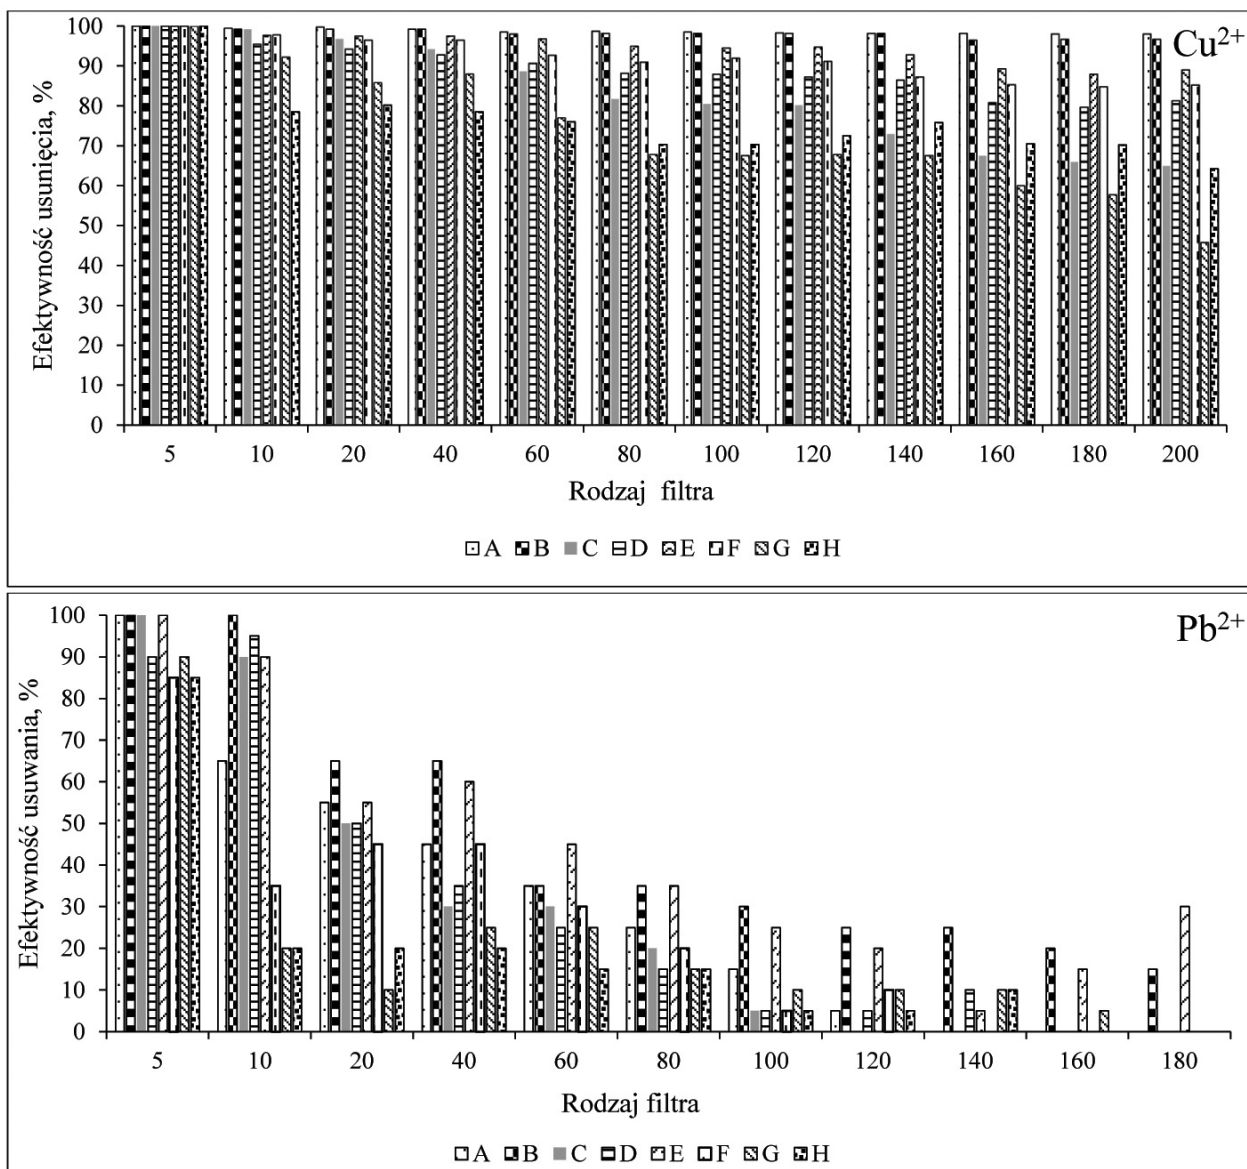 Cu²⁺
Efektywność usunięcia, %
100
90
80
70
60
50
40
30
20
10
0
5 10 20 40 60 80 100 120 140 160 180 200
Rodzaj filtra
A B C D E F G H
Pb²⁺
Efektywność usuwania, %
100
90
80
70
60
50
40
30
20
10
0
5 10 20 40 60 80 100 120 140 160 180
Rodzaj filtra
A B C D E F G H